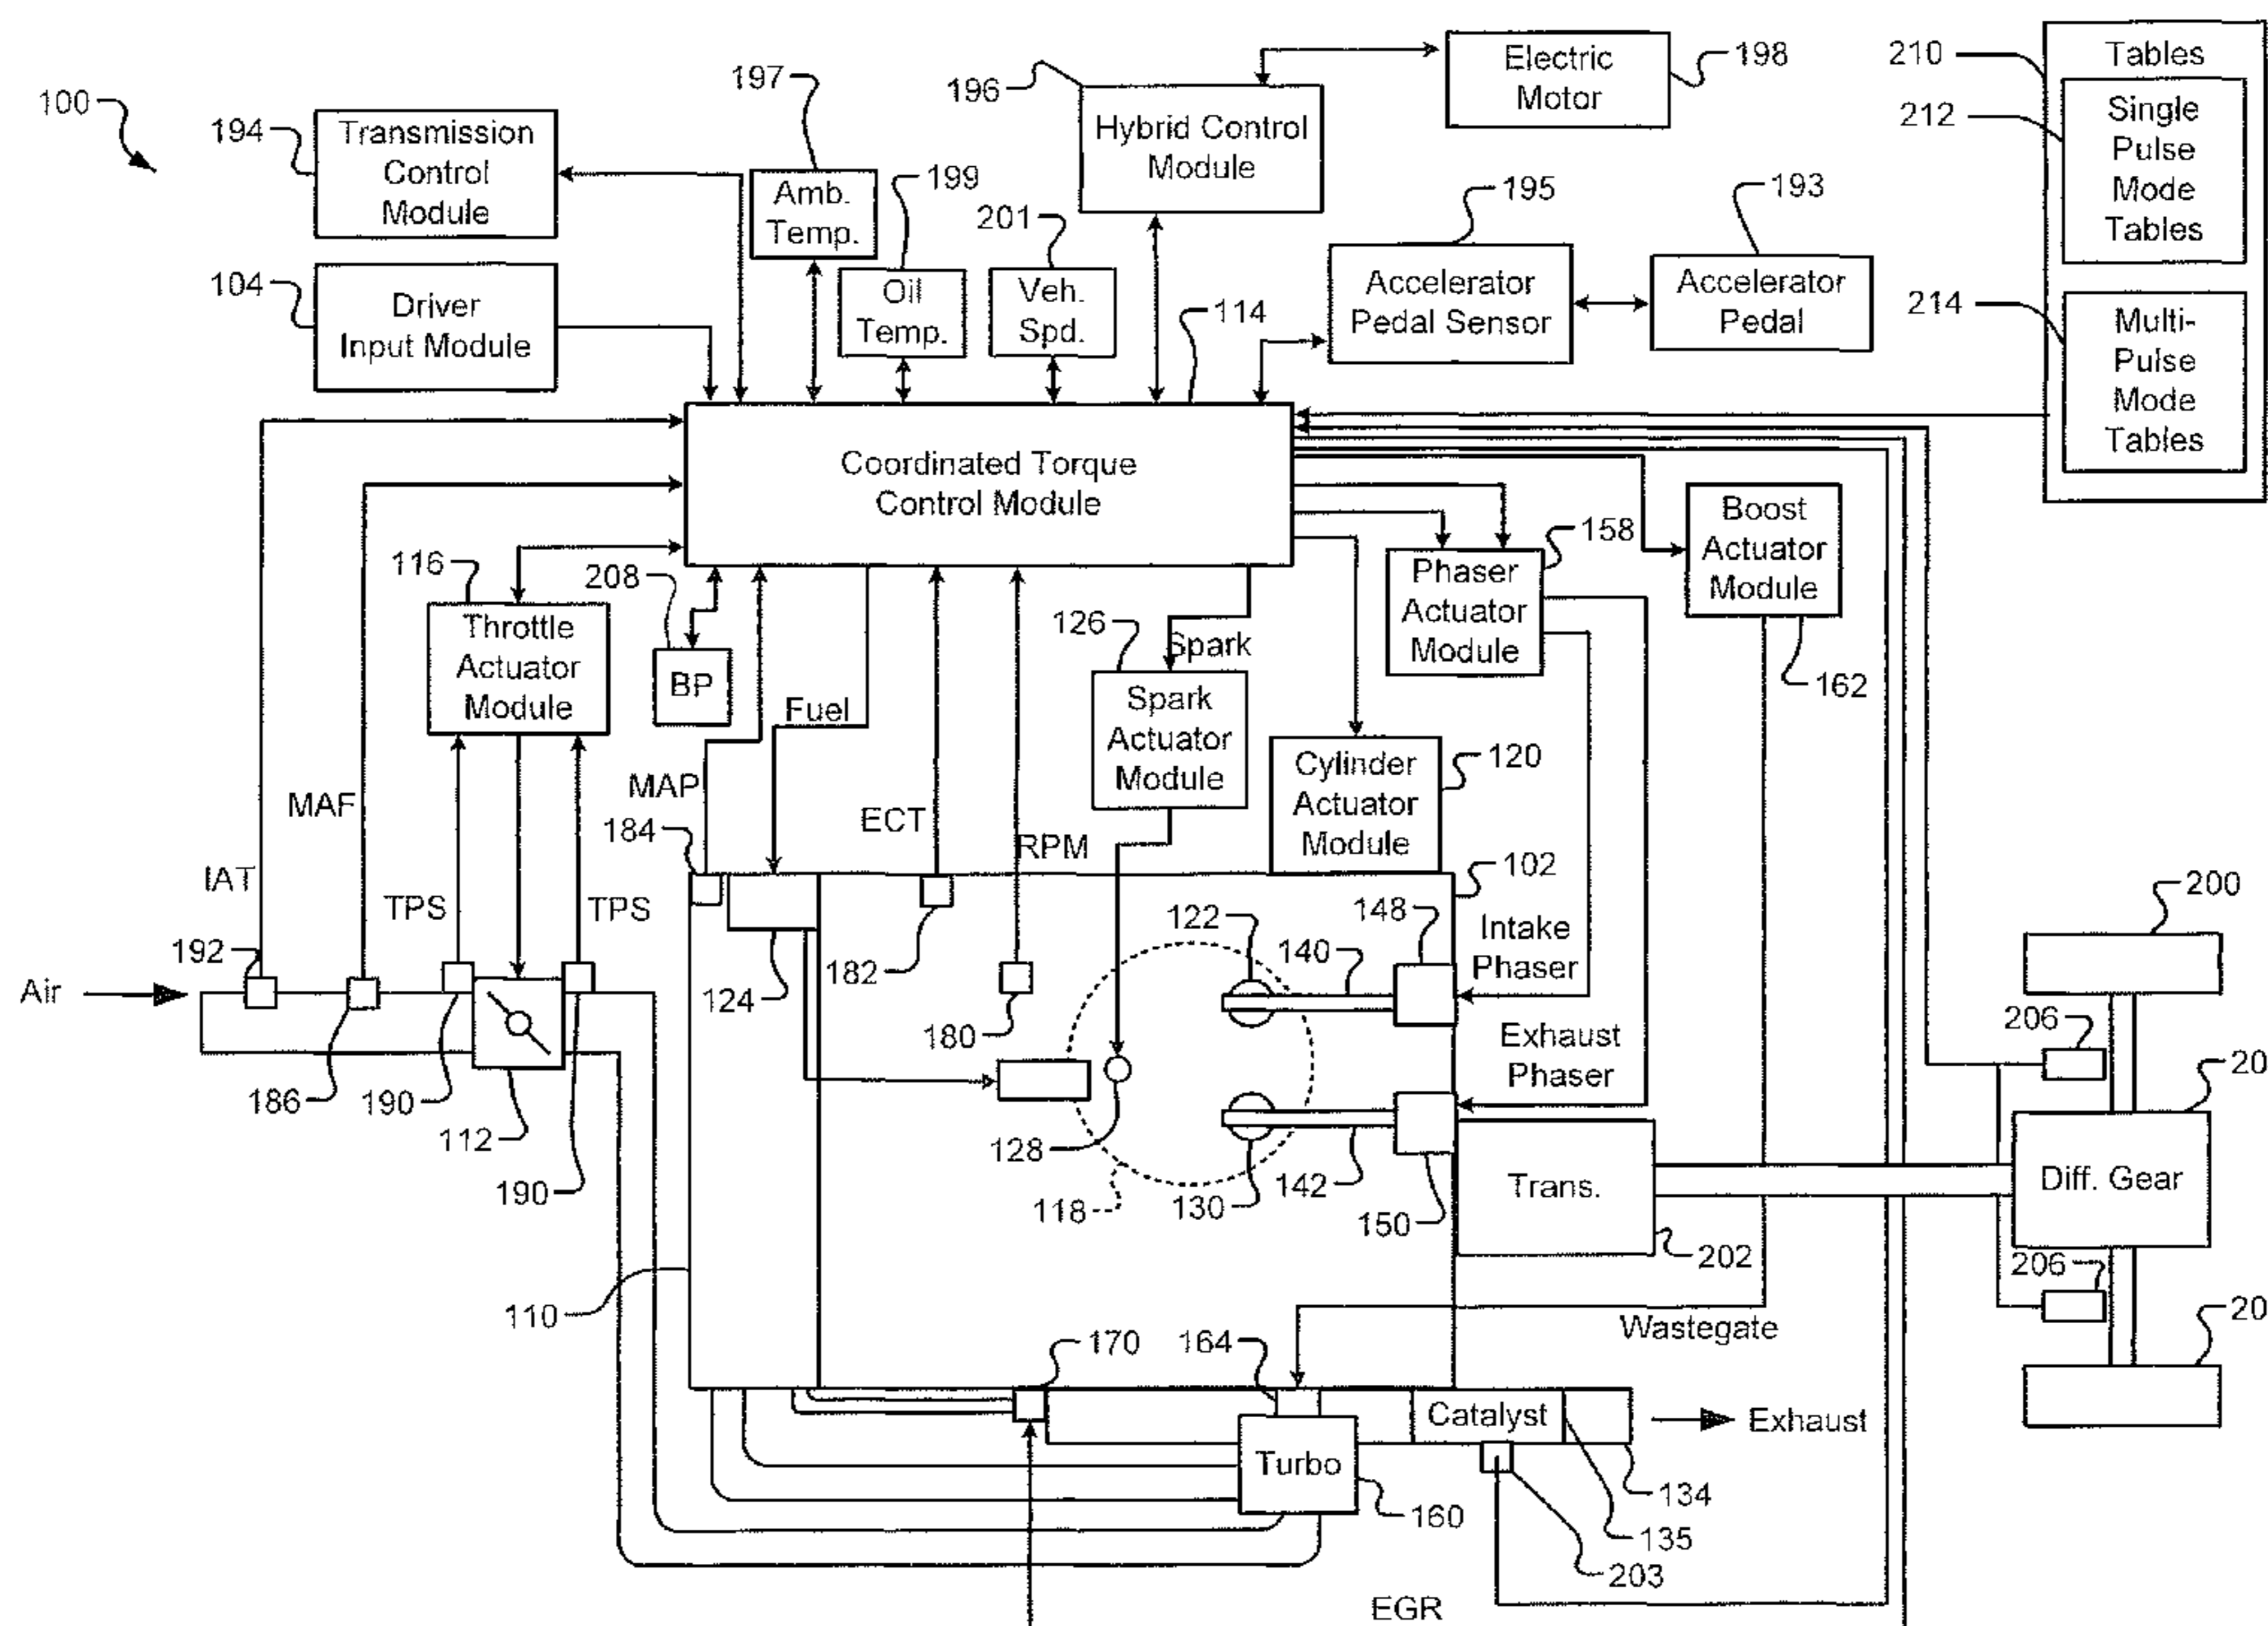 100
194
Transmission
Control
Module
104
Driver
Input Module
197
Amb.
Temp.
199
Oil
Temp.
201
Veh.
Spd.
196
Hybrid Control
Module
Electric
Motor
198
195
Accelerator
Pedal Sensor
193
Accelerator
Pedal
210
Tables
212
Single
Pulse
Mode
Tables
214
Multi-
Pulse
Mode
Tables
114
Coordinated Torque
Control Module
116
Throttle
Actuator
Module
208
BP
Fuel
MAP
184
ECT
RPM
126
Spark
Spark
Actuator
Module
158
Phaser
Actuator
Module
Boost
Actuator
Module
162
Cylinder
Actuator
Module
120
102
IAT
MAF
TPS
TPS
192
Air
186
190
112
190
124
182
180
122
140
148
Intake
Phaser
Exhaust
Phaser
128
118
130
142
150
Trans.
202
200
206
20
Diff. Gear
206
20
110
170
164
Wastegate
Catalyst
Exhaust
Turbo
160
134
135
203
EGR